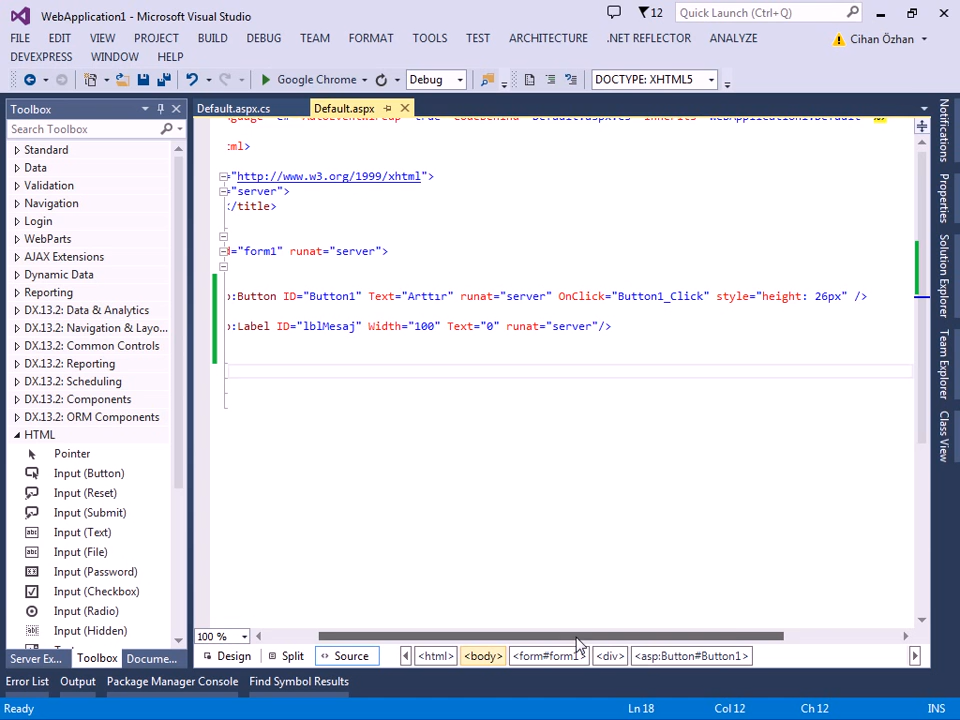 WebApplication1 - Microsoft Visual Studio
12
Quick Launch (Ctrl+Q)
FILE EDIT VIEW PROJECT BUILD DEBUG TEAM FORMAT TOOLS TEST ARCHITECTURE .NET REFLECTOR ANALYZE
Cihan Özhan
DEVEXPRESS WINDOW HELP
Google Chrome Debug DOCTYPE: XHTML5
Toolbox
Default.aspx.cs Default.aspx
Search Toolbox
Standard
Data
Validation
Navigation
Login
WebParts
AJAX Extensions
Dynamic Data
Reporting
DX.13.2: Data & Analytics
DX.13.2: Navigation & Layo...
DX.13.2: Common Controls
DX.13.2: Reporting
DX.13.2: Scheduling
DX.13.2: Components
DX.13.2: ORM Components
HTML
Pointer
Input (Button)
Input (Reset)
Input (Submit)
Input (Text)
Input (File)
Input (Password)
Input (Checkbox)
Input (Radio)
Input (Hidden)
Server Ex... Toolbox Docume...
ml>
="http://www.w3.org/1999/xhtml">
="server">
</title>
="form1" runat="server">
p:Button ID="Button1" Text="Arttır" runat="server" OnClick="Button1_Click" style="height: 26px" />
p:Label ID="lblMesaj" Width="100" Text="0" runat="server"/>
100 %
Design Split Source <html> <body> <form#form1> <div> <asp:Button#Button1>
Notifications
Properties
Solution Explorer
Team Explorer
Class View
Error List Output Package Manager Console Find Symbol Results
Ready Ln 18 Col 12 Ch 12 INS